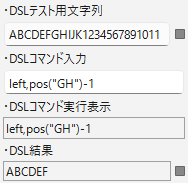 ・DSLテスト用文字列
ABCDEFGHIJK1234567891011
・DSLコマンド入力
left,pos("GH")-1
・DSLコマンド実行表示
left,pos("GH")-1
・DSL結果
ABCDEF